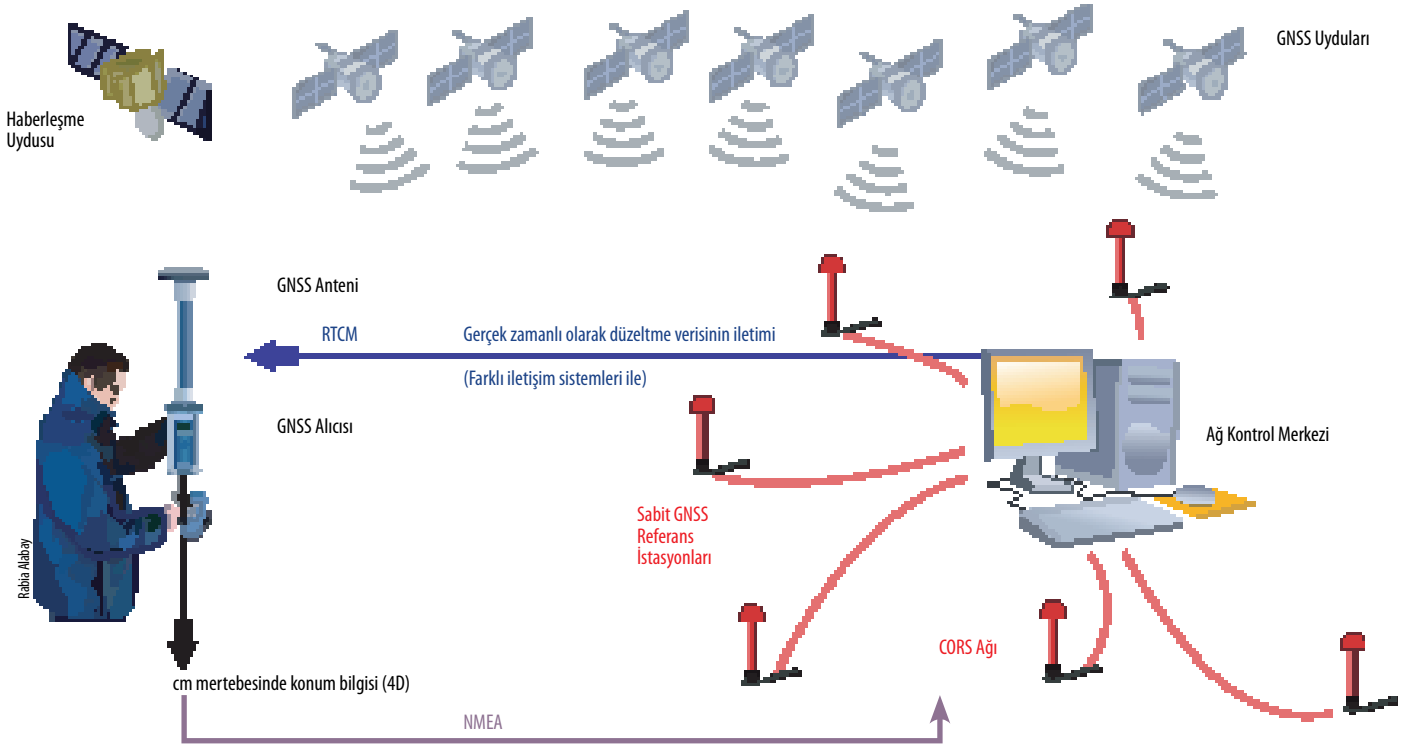 GNSS Uyduları
Haberleşme
Uydusu
GNSS Anteni
RTCM
Gerçek zamanlı olarak düzeltme verisinin iletimi
(Farklı iletişim sistemleri ile)
GNSS Alıcısı
Ağ Kontrol Merkezi
Sabit GNSS
Referans
İstasyonları
Rabia Alabay
CORS Ağı
cm mertebesinde konum bilgisi (4D)
NMEA